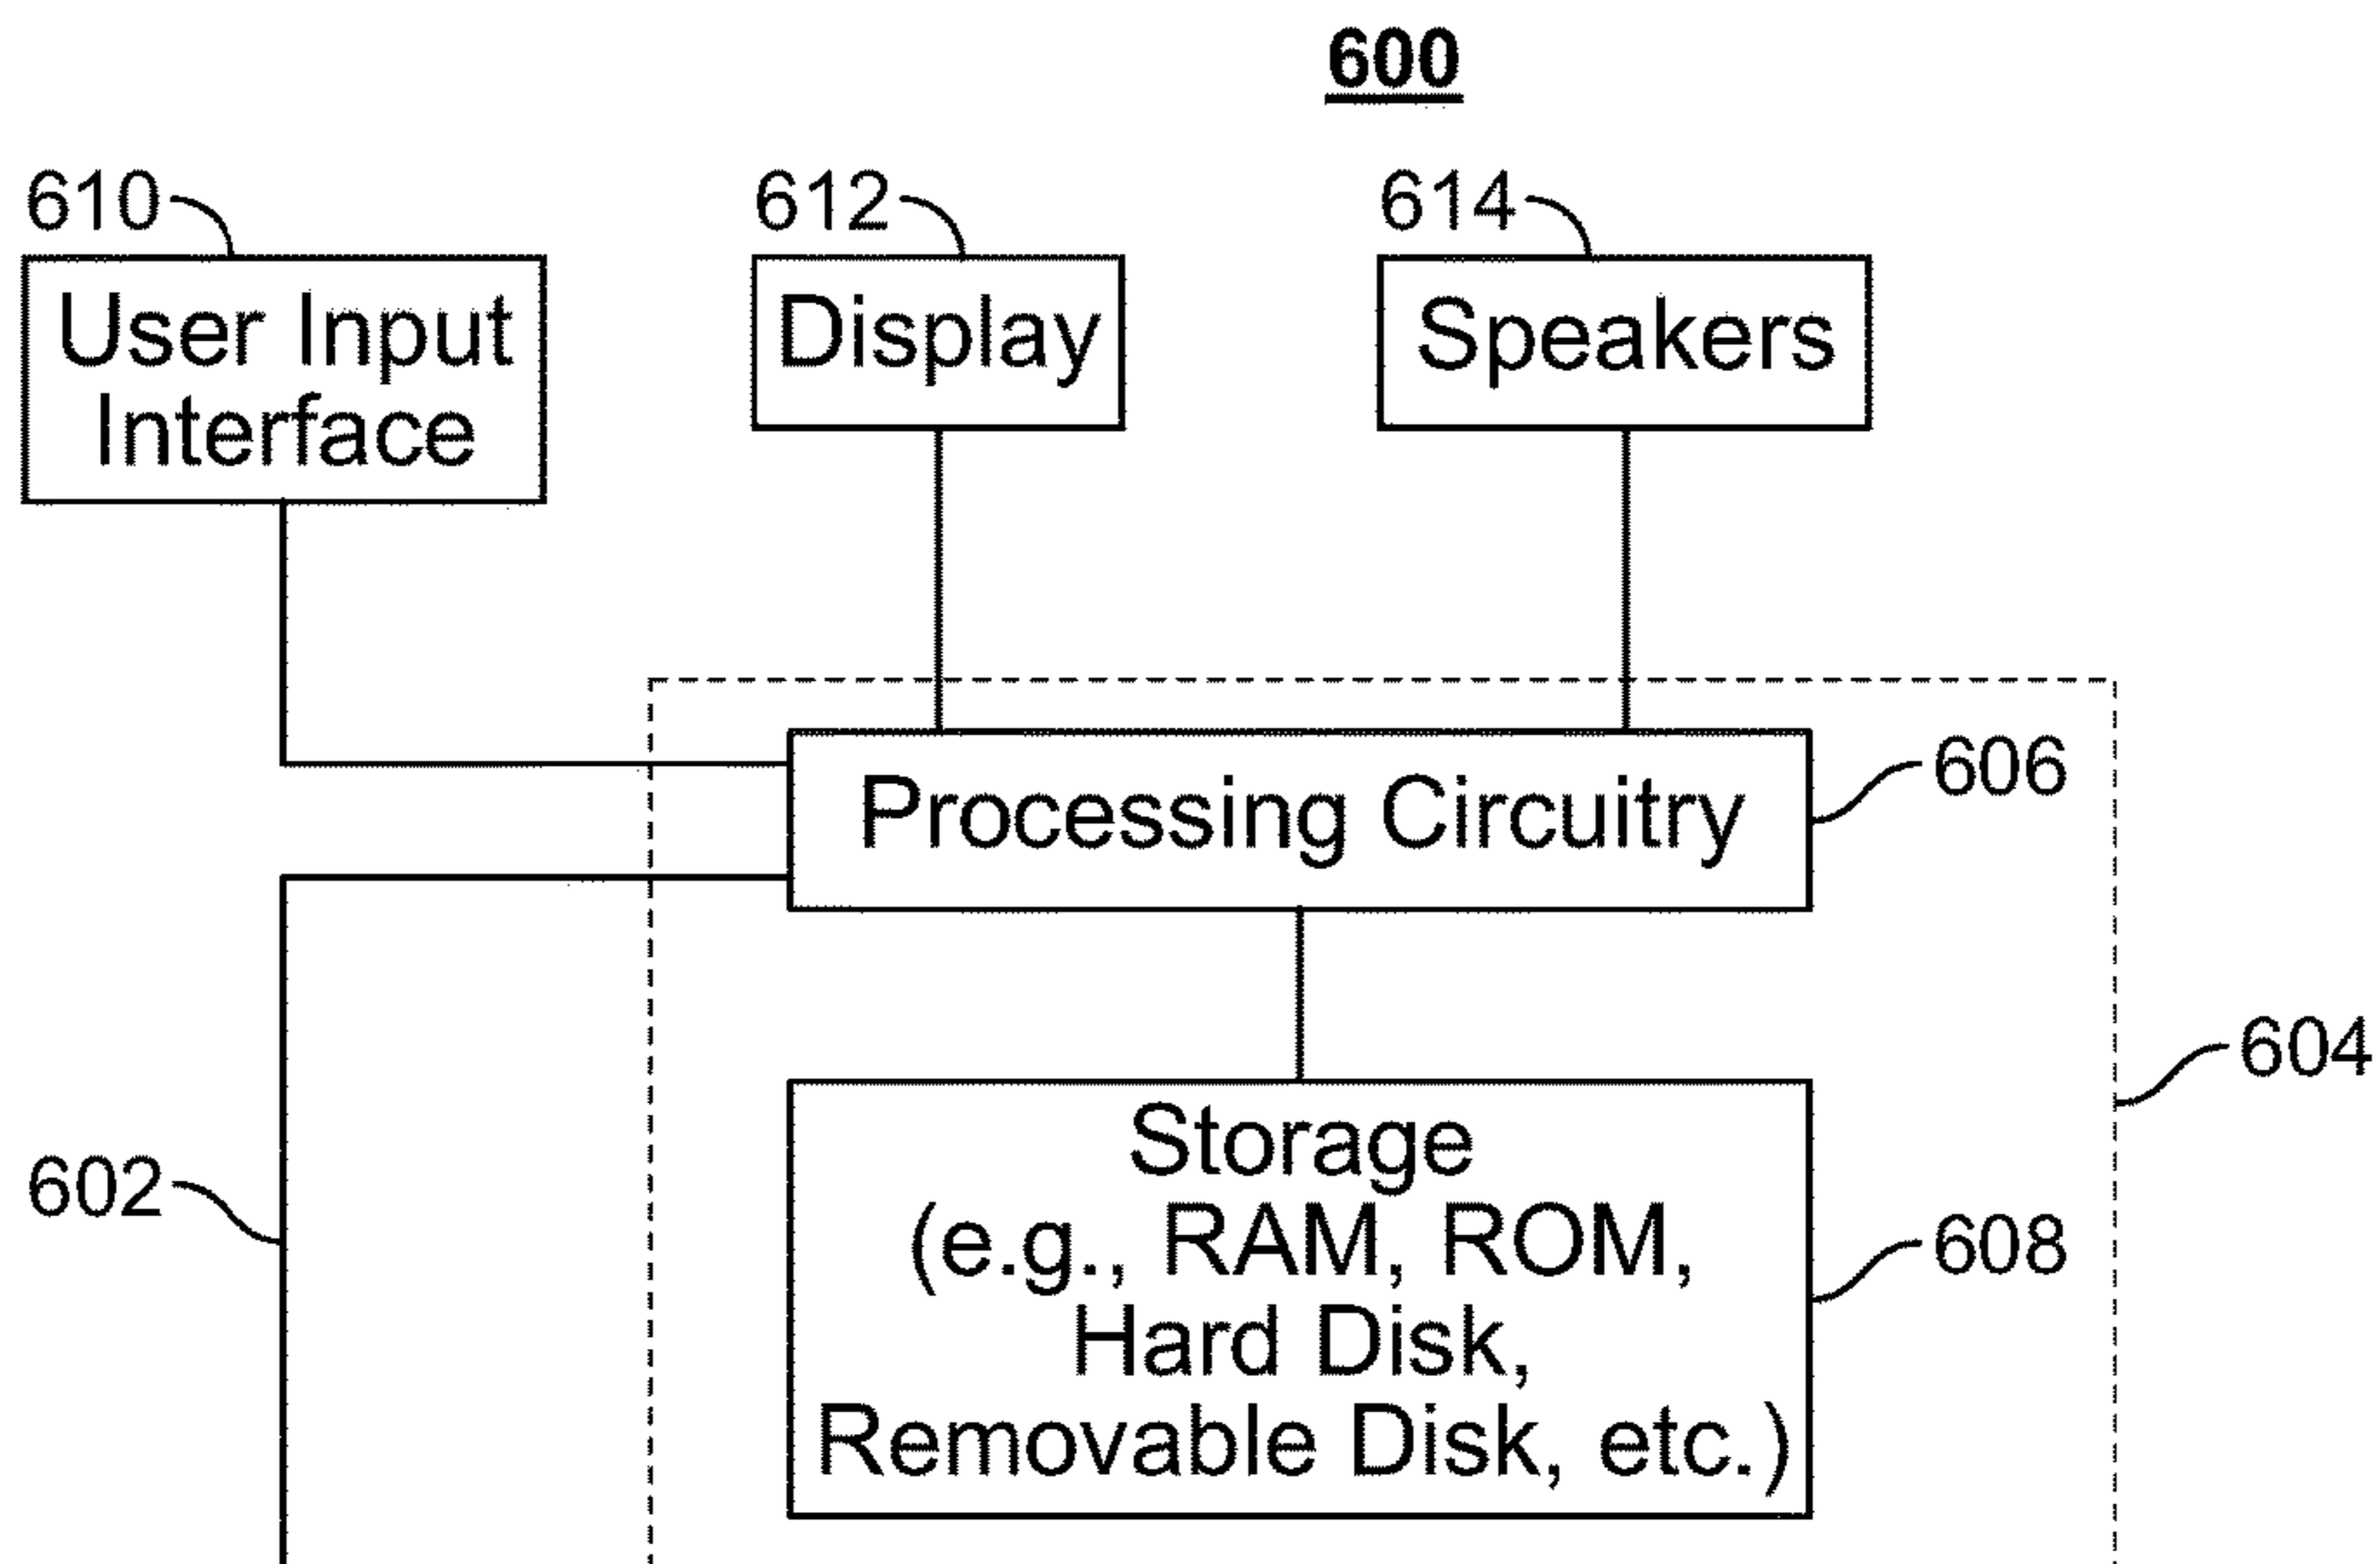 600
610
612
614
User Input
Interface
Display
Speakers
Processing Circuitry
606
604
602
Storage
(e.g., RAM, ROM,
Hard Disk,
Removable Disk, etc.)
608